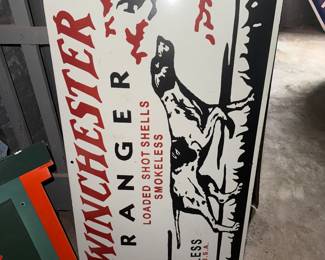 WINCHESTER
RANGER
LOADED SHOT SHELLS
SMOKELESS